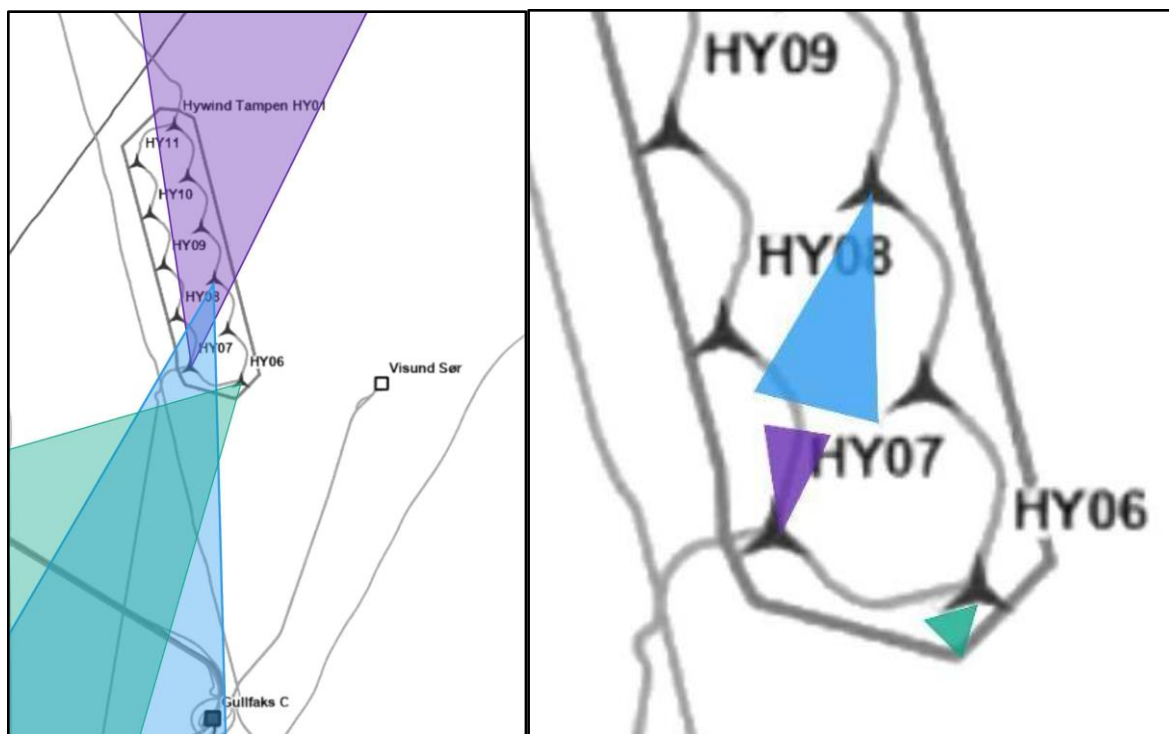 Hywind Tampen HY01
HY11
HY10
HY09
HY08
HY07
HY06
Visund Sør
Gullfaks C
HY09
HY08
HY07
HY06